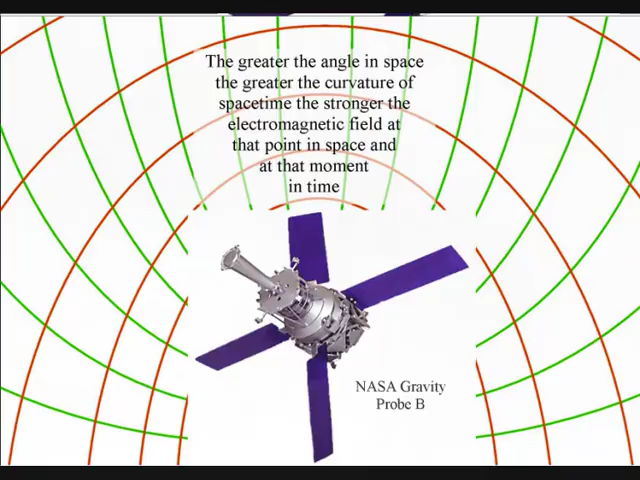 The greater the angle in space
the greater the curvature of
spacetime the stronger the
electromagnetic field at
that point in space and
at that moment
in time
NASA Gravity
Probe B